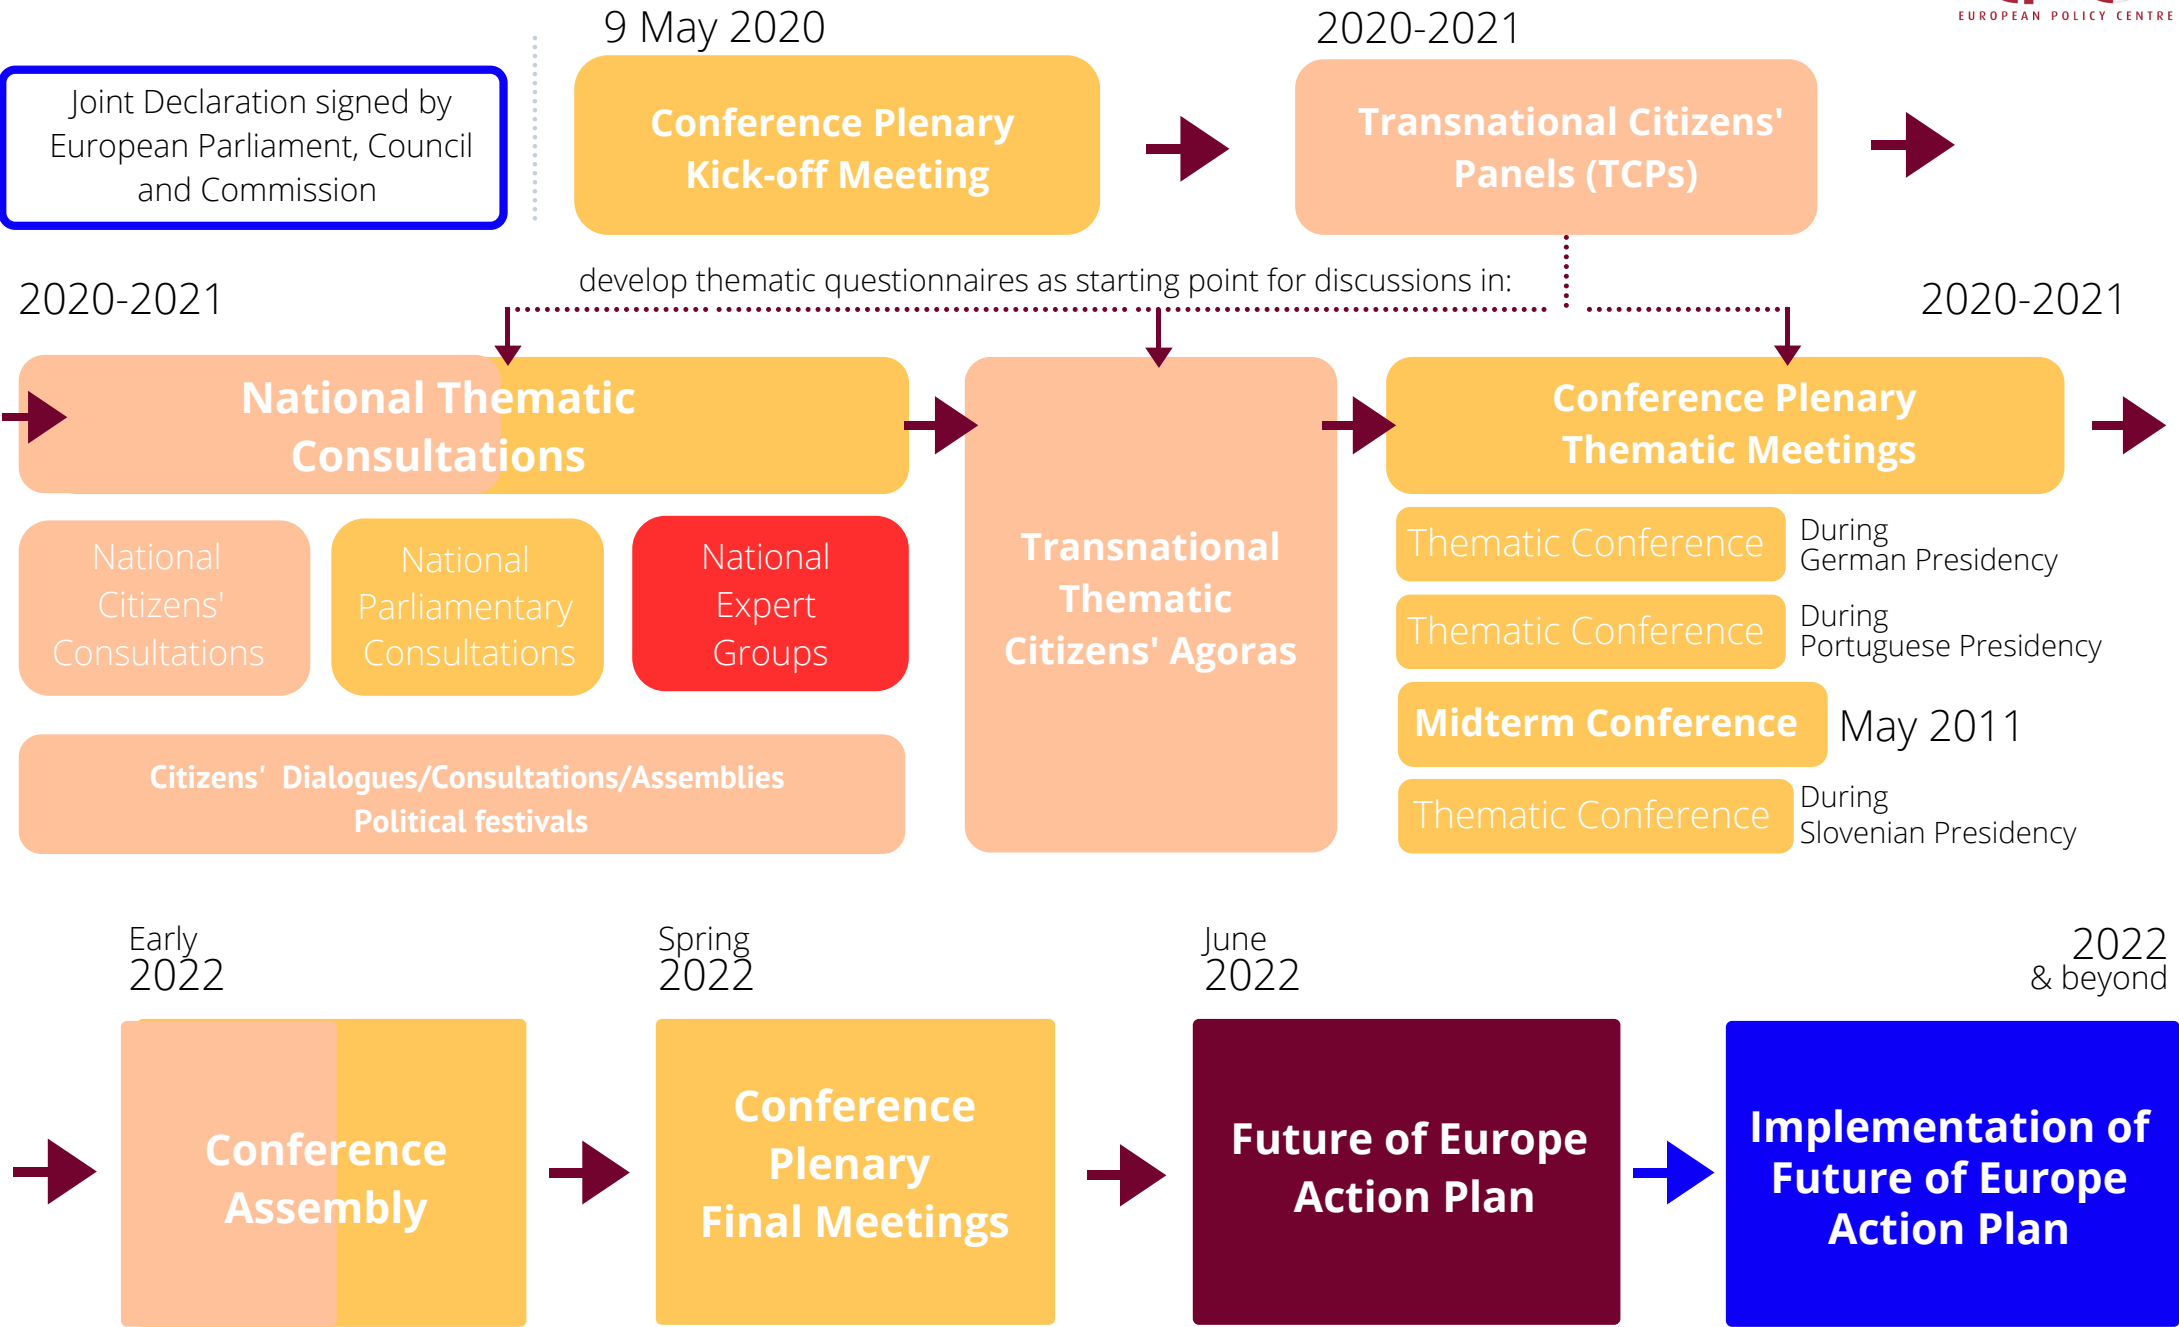 9 May 2020
2020-2021
EUROPEAN POLICY CENTRE
Joint Declaration signed by
European Parliament, Council
and Commission
Conference Plenary
Kick-off Meeting
Transnational Citizens'
Panels (TCPs)
develop thematic questionnaires as starting point for discussions in:
2020-2021
2020-2021
National Thematic
Consultations
National
Citizens'
Consultations
National
Parliamentary
Consultations
National
Expert
Groups
Citizens' Dialogues/Consultations/Assemblies
Political festivals
Transnational
Thematic
Citizens' Agoras
Conference Plenary
Thematic Meetings
Thematic Conference
During
German Presidency
Thematic Conference
During
Portuguese Presidency
Midterm Conference
May 2011
Thematic Conference
During
Slovenian Presidency
Early
2022
Spring
2022
June
2022
2022
& beyond
Conference
Assembly
Conference
Plenary
Final Meetings
Future of Europe
Action Plan
Implementation of
Future of Europe
Action Plan